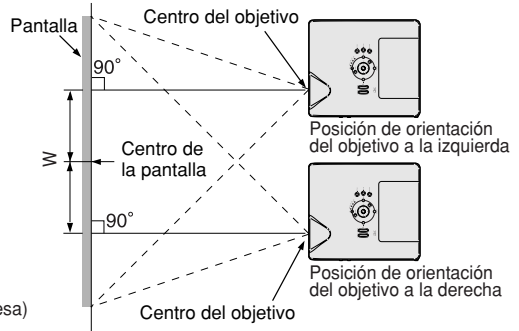 Centro del objetivo
Pantalla
90°
Posición de orientación
del objetivo a la izquierda
W
Centro de
la pantalla
90°
Posición de orientación
del objetivo a la derecha
esa)
Centro del objetivo